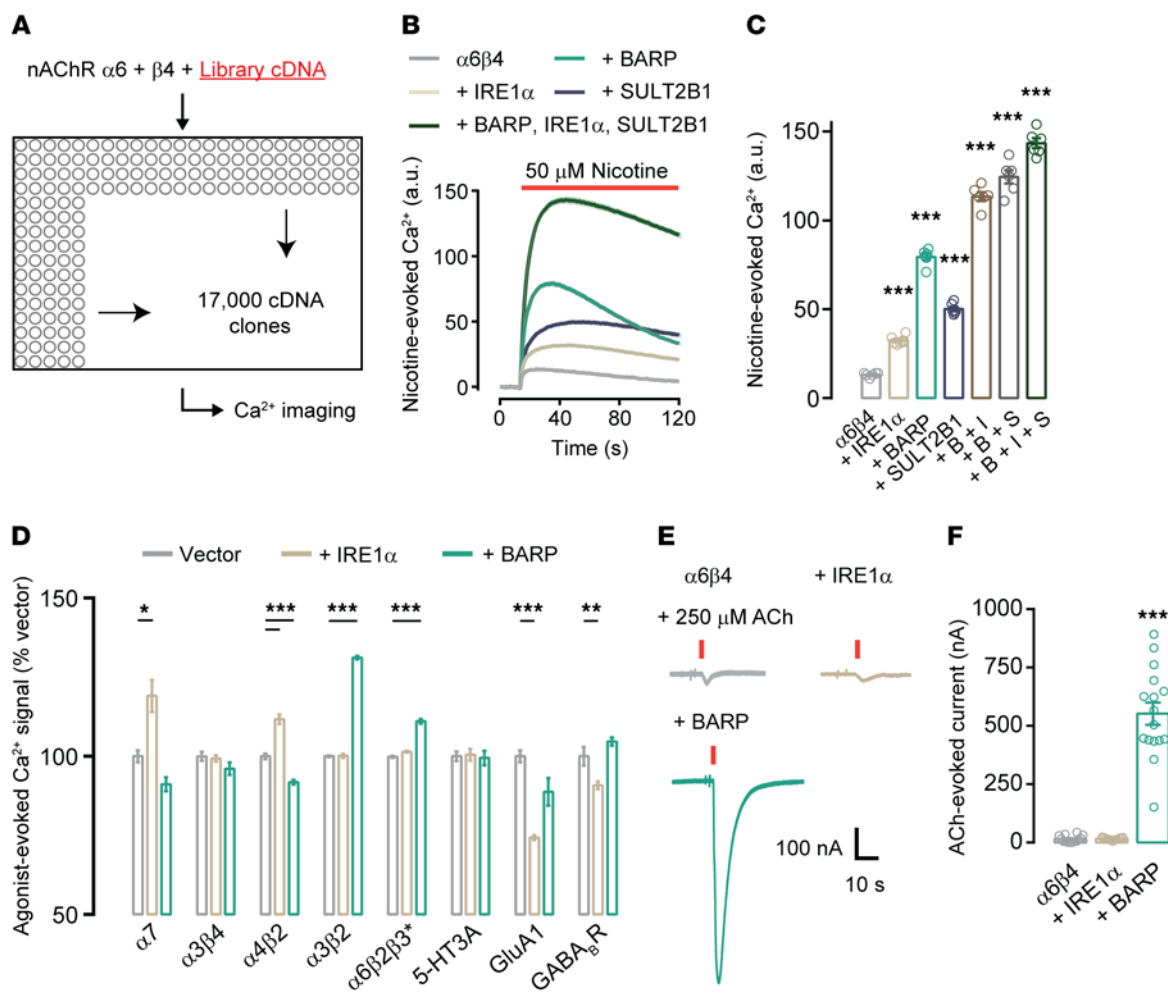 A
nAChR α6 + β4 + Library cDNA
17,000 cDNA
clones
Ca²⁺ imaging
B
α6β4
+ BARP
+ IRE1α
+ SULT2B1
+ BARP, IRE1α, SULT2B1
50 μM Nicotine
Nicotine-evoked Ca²⁺ (a.u.)
150
100
50
0
0 40 80 120
Time (s)
C
Nicotine-evoked Ca²⁺ (a.u.)
150
100
50
0
***
***
***
***
***
***
α6β4
+ IRE1α
+ BARP
+ SULT2B1
+ B + I
+ B + S
+ B + I + S
D
Vector
+ IRE1α
+ BARP
Agonist-evoked Ca²⁺ signal (% vector)
150
100
50
* *** *** *** *** **
α7
α3β4
α4β2
α3β2
α6β2β3*
5-HT3A
GluA1
GABA_BR
E
α6β4
+ IRE1α
+ 250 μM ACh
+ BARP
100 nA
10 s
F
ACh-evoked current (nA)
1000
750
500
250
0
***
α6β4
+ IRE1α
+ BARP